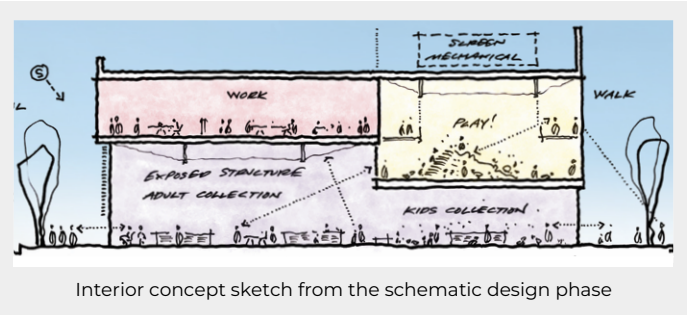 SCREEN
MECHANICAL
S
WORK
WALK
PLAY!
EXPOSED STRUCTURE
ADULT COLLECTION
KIDS COLLECTION
Interior concept sketch from the schematic design phase